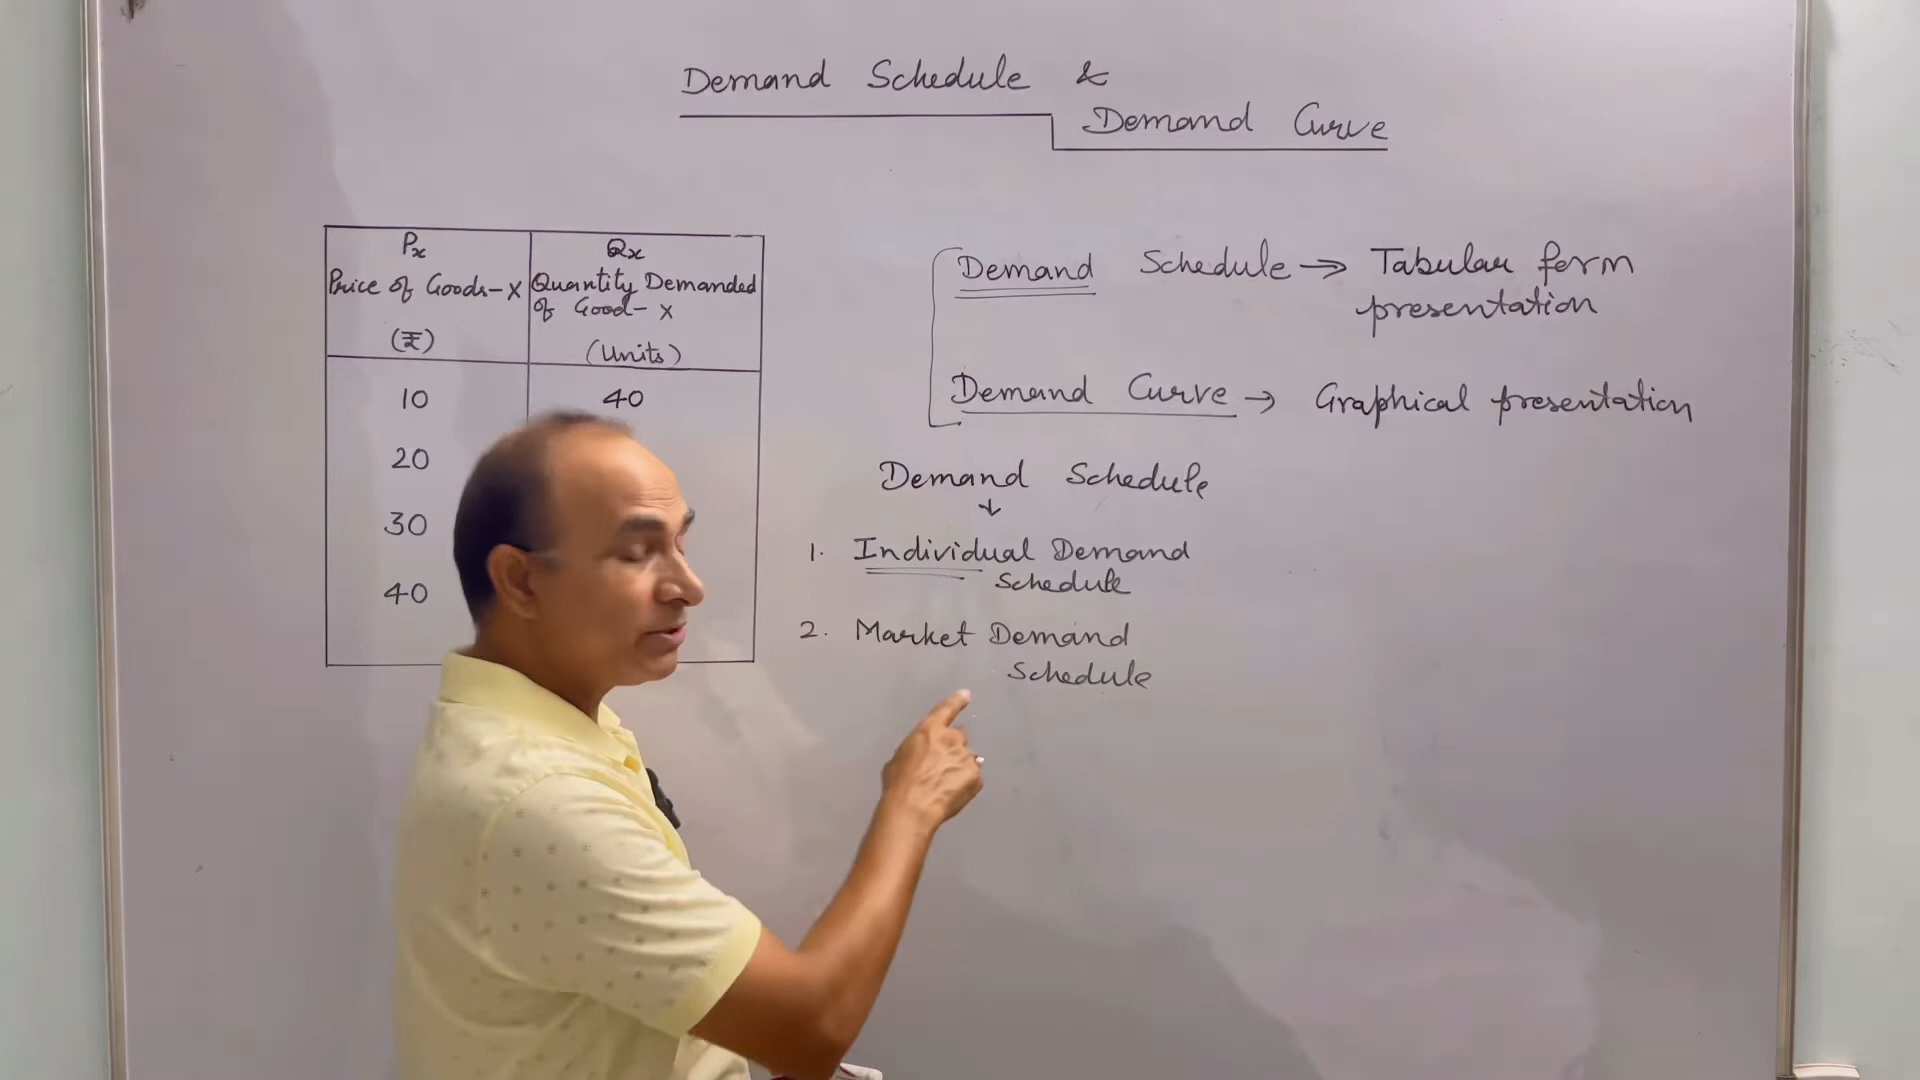 Demand Schedule &
Demand Curve
Px
Price of Goods-X
(₹)
Qx
Quantity Demanded
of Good-X
(Units)
10 40
20
30
40
Demand Schedule → Tabular form
presentation
Demand Curve → Graphical presentation
Demand Schedule
↓
1. Individual Demand
Schedule
2. Market Demand
Schedule